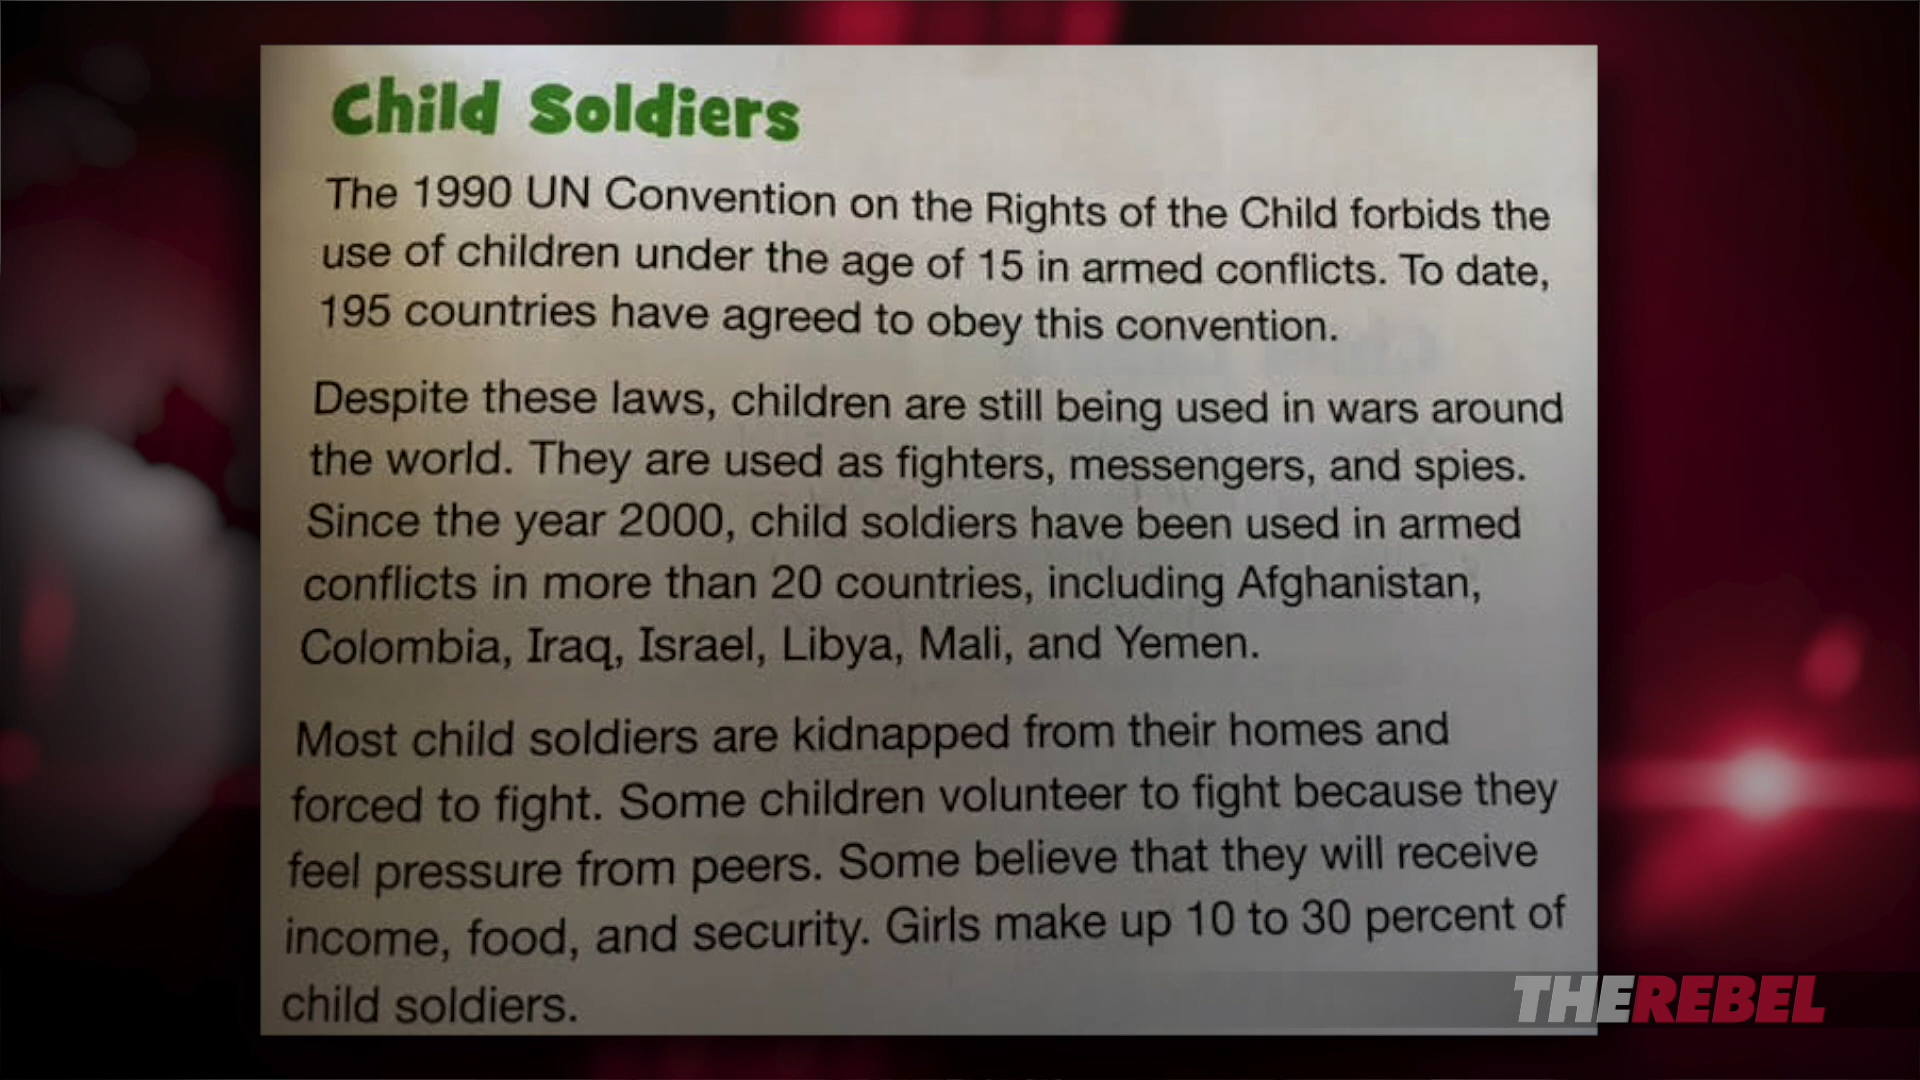 Child Soldiers
The 1990 UN Convention on the Rights of the Child forbids the
use of children under the age of 15 in armed conflicts. To date,
195 countries have agreed to obey this convention.
Despite these laws, children are still being used in wars around
the world. They are used as fighters, messengers, and spies.
Since the year 2000, child soldiers have been used in armed
conflicts in more than 20 countries, including Afghanistan,
Colombia, Iraq, Israel, Libya, Mali, and Yemen.
Most child soldiers are kidnapped from their homes and
forced to fight. Some children volunteer to fight because they
feel pressure from peers. Some believe that they will receive
income, food, and security. Girls make up 10 to 30 percent of
child soldiers.
THEREBEL